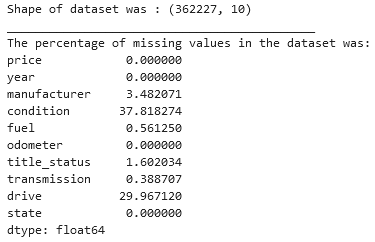 Shape of dataset was : (362227, 10)
____________________________________________
The percentage of missing values in the dataset was:
price 0.000000
year 0.000000
manufacturer 3.482071
condition 37.818274
fuel 0.561250
odometer 0.000000
title_status 1.602034
transmission 0.388707
drive 29.967120
state 0.000000
dtype: float64